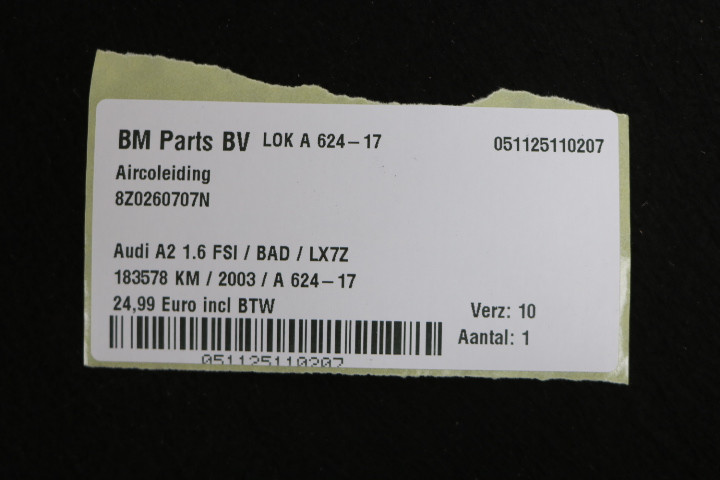 BM Parts BV LOK A 624-17 051125110207
Aircoleiding
8Z0260707N
Audi A2 1.6 FSI / BAD / LX7Z
183578 KM / 2003 / A 624-17
24,99 Euro incl BTW Verz: 10
Aantal: 1
051125110207